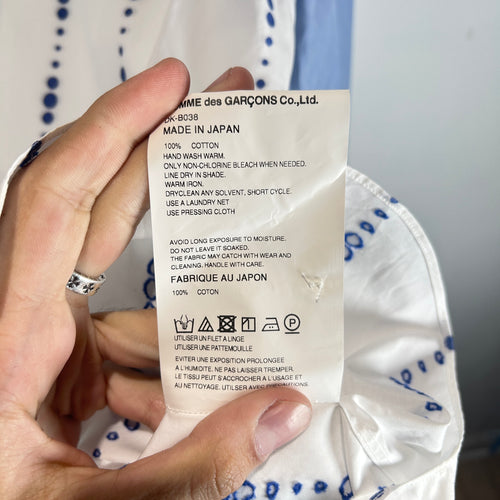 MME des GARÇONS Co.,Ltd.
DK-B038
MADE IN JAPAN
100% COTTON
HAND WASH WARM.
ONLY NON-CHLORINE BLEACH WHEN NEEDED.
LINE DRY IN SHADE.
WARM IRON.
DRYCLEAN ANY SOLVENT, SHORT CYCLE.
USE A LAUNDRY NET
USE PRESSING CLOTH
AVOID LONG EXPOSURE TO MOISTURE.
DO NOT LEAVE IT SOAKED.
THE FABRIC MAY CATCH WITH WEAR AND
CLEANING. HANDLE WITH CARE.
FABRIQUE AU JAPON
100% COTON
P
UTILISER UN FILET A LINGE
UTILISER UNE PATTEMOUILLE
EVITER UNE EXPOSITION PROLONGEE
A L'HUMIDITE. NE PAS LAISSER TREMPER.
LE TISSU PEUT S'ACCROCHER A L'USAGE ET
AU NETTOYAGE. UTILISER AVEC PRECAUTIONS.